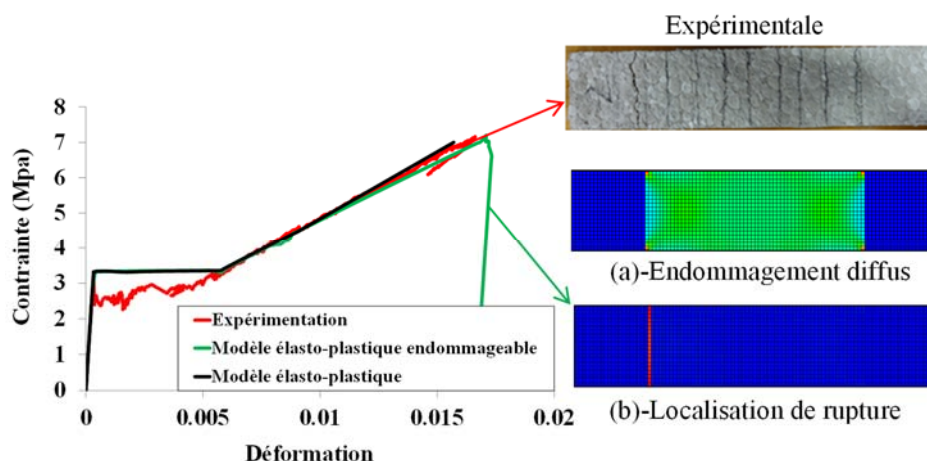 Expérimentale
Contrainte (Mpa)
8
7
6
5
4
3
2
1
0
0
0.005
0.01
0.015
0.02
Déformation
Expérimentation
Modèle élasto-plastique endommageable
Modèle élasto-plastique
(a)-Endommagement diffus
(b)-Localisation de rupture